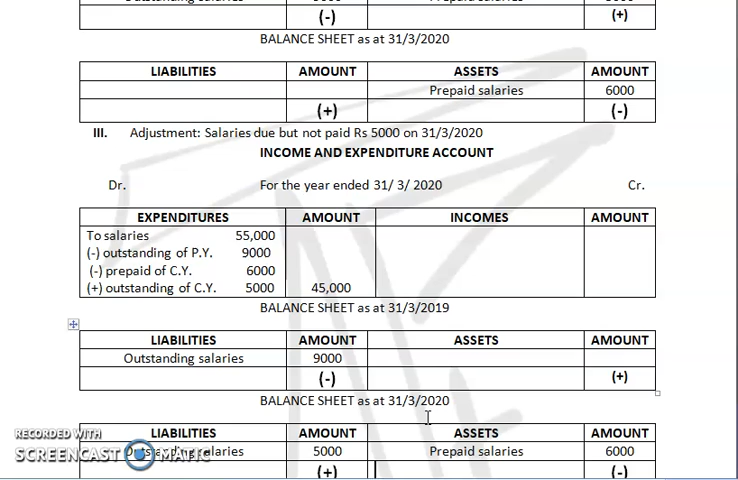 (-) (+)
BALANCE SHEET as at 31/3/2020
LIABILITIES AMOUNT ASSETS AMOUNT
Prepaid salaries 6000
(+) (-)
III. Adjustment: Salaries due but not paid Rs 5000 on 31/3/2020
INCOME AND EXPENDITURE ACCOUNT
Dr. For the year ended 31/ 3/ 2020 Cr.
EXPENDITURES AMOUNT INCOMES AMOUNT
To salaries 55,000
(-) outstanding of P.Y. 9000
(-) prepaid of C.Y. 6000
(+) outstanding of C.Y. 5000 45,000
BALANCE SHEET as at 31/3/2019
LIABILITIES AMOUNT ASSETS AMOUNT
Outstanding salaries 9000
(-) (+)
BALANCE SHEET as at 31/3/2020
LIABILITIES AMOUNT ASSETS AMOUNT
Outstanding salaries 5000 Prepaid salaries 6000
(+) (-)
RECORDED WITH
SCREENCAST MATIC